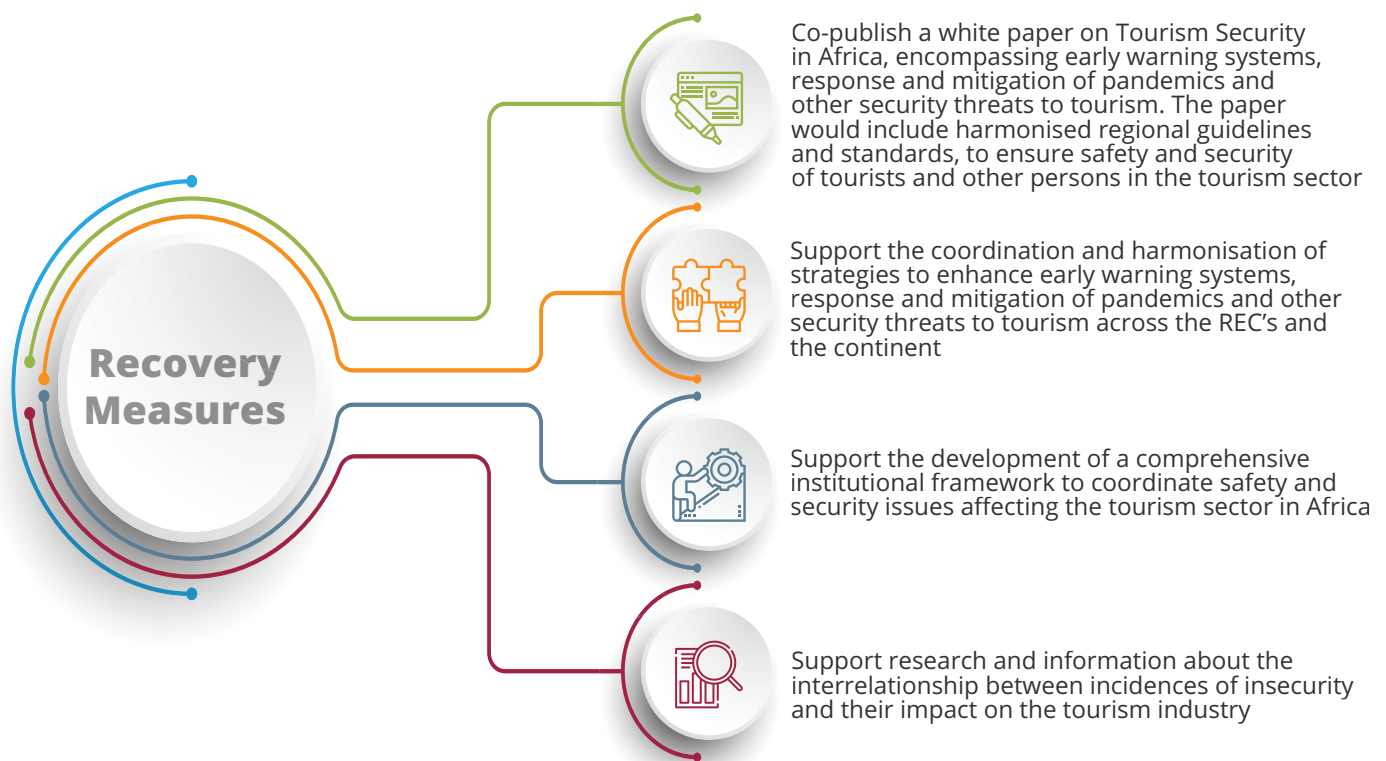 Recovery
Measures
Co-publish a white paper on Tourism Security
in Africa, encompassing early warning systems,
response and mitigation of pandemics and
other security threats to tourism. The paper
would include harmonised regional guidelines
and standards, to ensure safety and security
of tourists and other persons in the tourism sector
Support the coordination and harmonisation of
strategies to enhance early warning systems,
response and mitigation of pandemics and other
security threats to tourism across the REC’s and
the continent
Support the development of a comprehensive
institutional framework to coordinate safety and
security issues affecting the tourism sector in Africa
Support research and information about the
interrelationship between incidences of insecurity
and their impact on the tourism industry